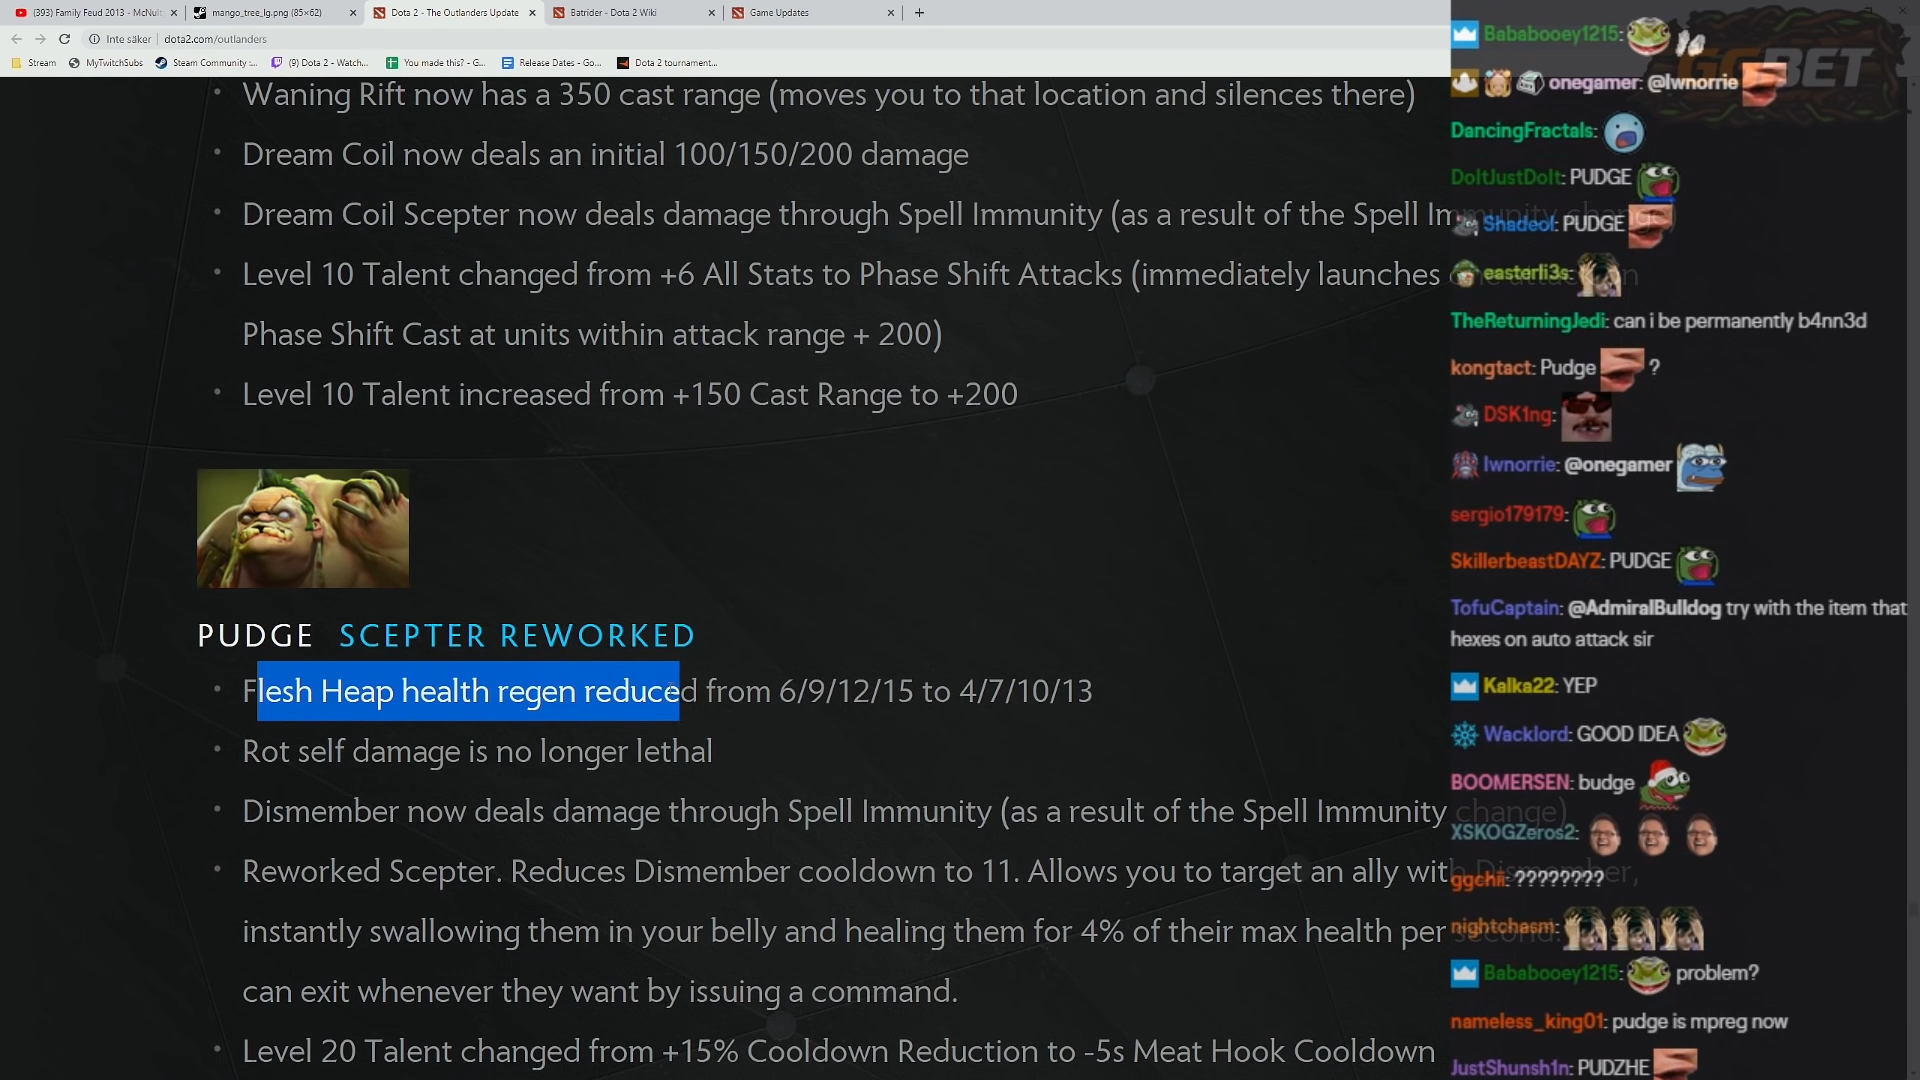 (393) Family Feud 2013 - McNul
mango_tree_lg.png (85×62)
Dota 2 - The Outlanders Update
Batrider - Dota 2 Wiki
Game Updates
Inte säker | dota2.com/outlanders
Stream
MyTwitchSubs
Steam Community :...
(9) Dota 2 - Watch...
You made this? - G...
Release Dates - Go...
Dota 2 tournament...
• Waning Rift now has a 350 cast range (moves you to that location and silences there)
• Dream Coil now deals an initial 100/150/200 damage
• Dream Coil Scepter now deals damage through Spell Immunity (as a result of the Spell Immunity change)
• Level 10 Talent changed from +6 All Stats to Phase Shift Attacks (immediately launches one attack on
Phase Shift Cast at units within attack range + 200)
• Level 10 Talent increased from +150 Cast Range to +200
PUDGE SCEPTER REWORKED
• Flesh Heap health regen reduced from 6/9/12/15 to 4/7/10/13
• Rot self damage is no longer lethal
• Dismember now deals damage through Spell Immunity (as a result of the Spell Immunity change)
• Reworked Scepter. Reduces Dismember cooldown to 11. Allows you to target an ally with Dismember,
instantly swallowing them in your belly and healing them for 4% of their max health per second.
can exit whenever they want by issuing a command.
• Level 20 Talent changed from +15% Cooldown Reduction to -5s Meat Hook Cooldown
GGBET
Bababooey1215:
onegamer: @lwnorrie
DancingFractals:
DoItJustDoIt: PUDGE
Shadeol: PUDGE
easterli3s:
TheReturningJedi: can i be permanently b4nn3d
kongtact: Pudge ?
DSK1ng:
lwnorrie: @onegamer
sergio179179:
SkillerbeastDAYZ: PUDGE
TofuCaptain: @AdmiralBulldog try with the item that
hexes on auto attack sir
Kalka22: YEP
Wacklord: GOOD IDEA
BOOMERSEN: budge
XSKOGZeros2:
ggchii: ????????
nightchasm:
Bababooey1215: problem?
nameless_king01: pudge is mpreg now
JustShunsh1n: PUDZHE